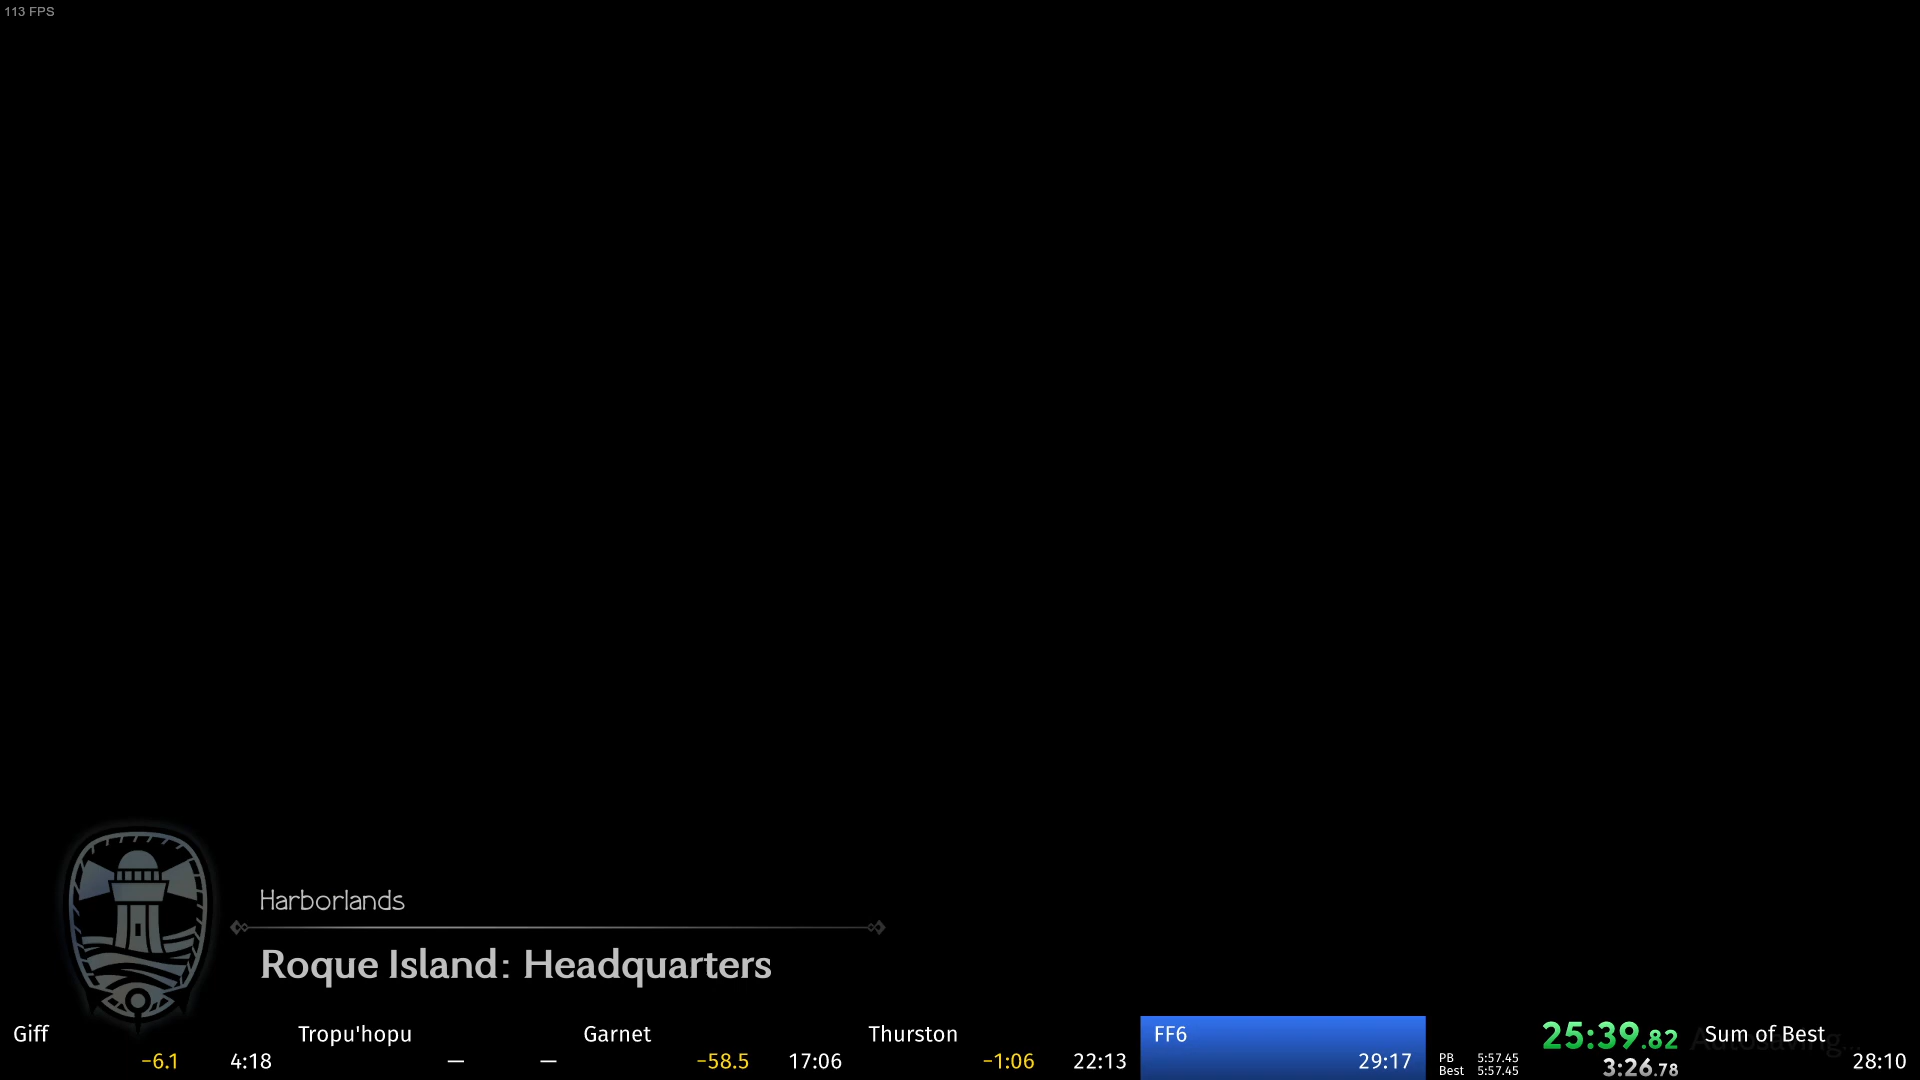 113 FPS
Harborlands
Roque Island: Headquarters
Giff
−6.1 4:18
Tropu'hopu
— —
Garnet
−58.5 17:06
Thurston
−1:06 22:13
FF6
29:17
PB 5:57.45
Best 5:57.45
25:39.82
3:26.78
Autosaving...
Sum of Best
28:10